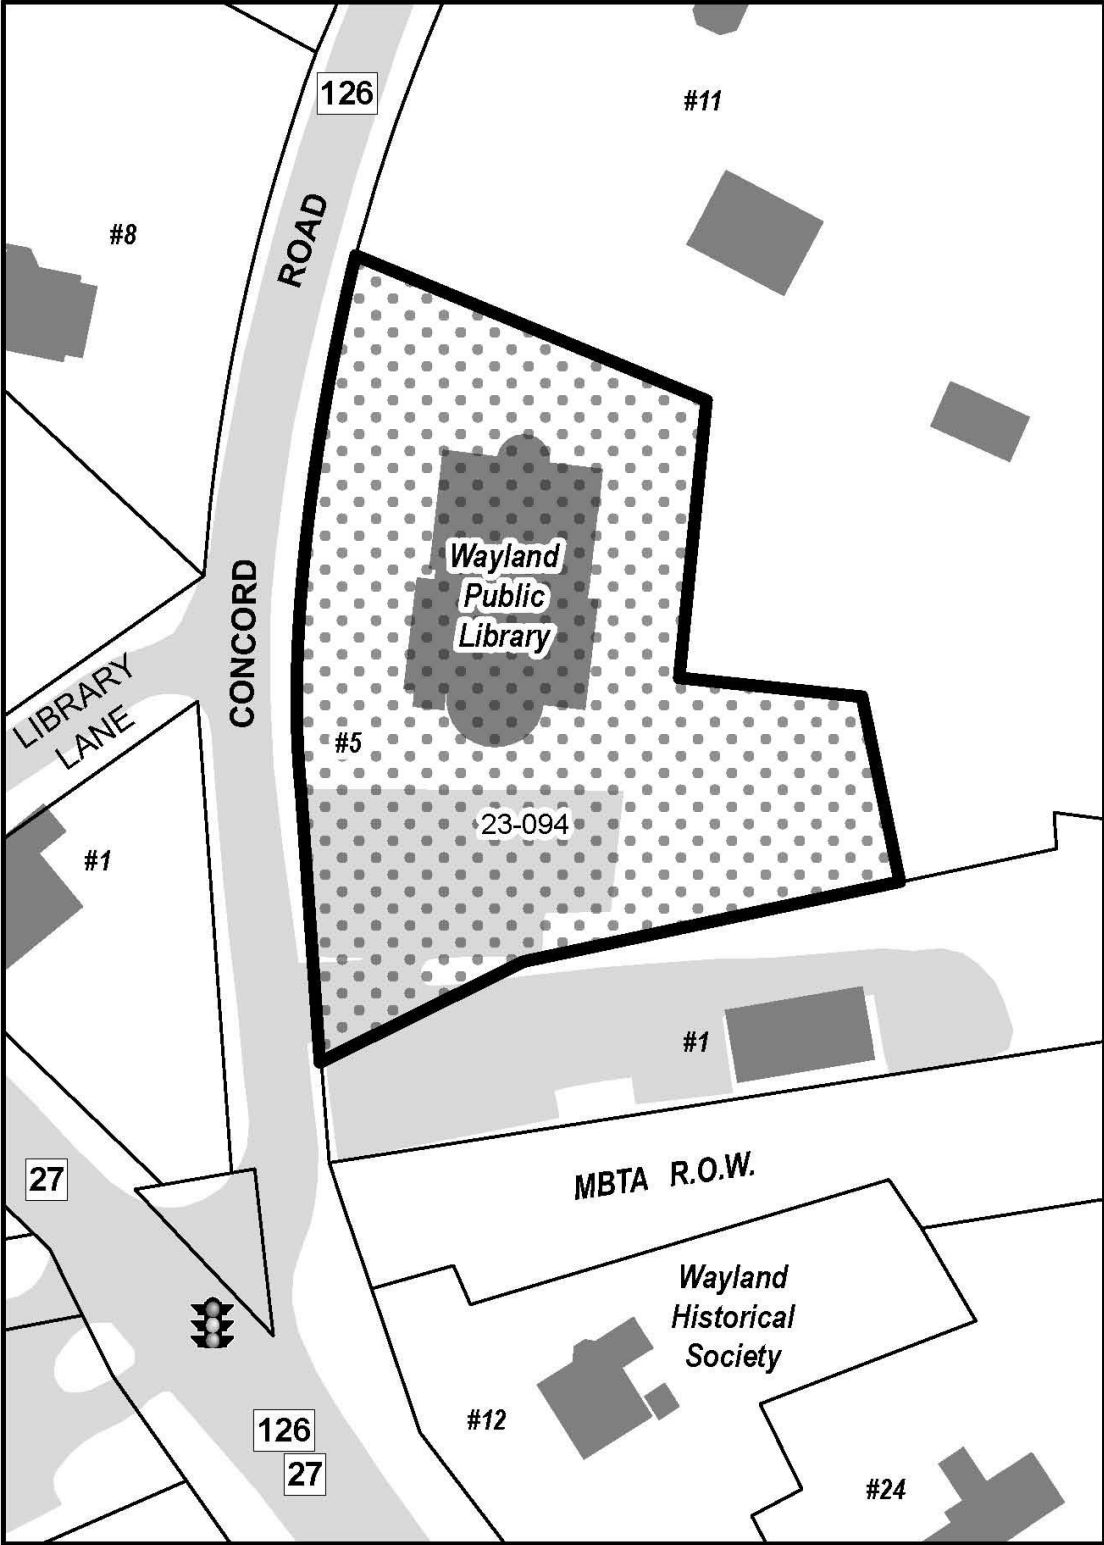 126
#11
ROAD
#8
Wayland
Public
Library
CONCORD
LIBRARY
LANE
#5
23-094
#1
#1
27
MBTA R.O.W.
Wayland
Historical
Society
#12
126
27
#24